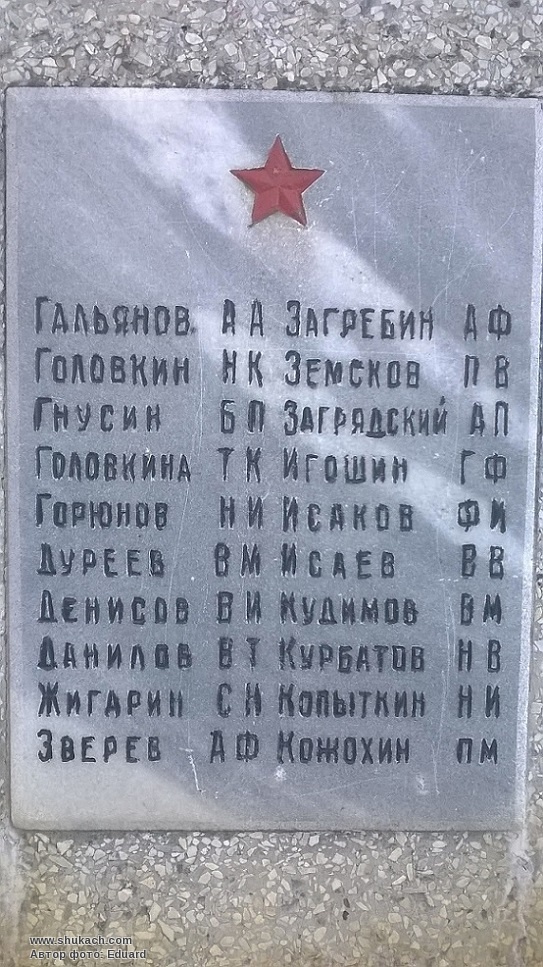 Гальянов А А Загребин А Ф
Головкин Н К Земсков П В
Гнусин Б П Загрядский А П
Головкина Т К Игошин Г Ф
Горюнов Н И Исаков Ф И
Дуреев В М Исаев В В
Денисов В И Кудимов В М
Данилов В Т Курбатов Н В
Жигарин С Н Копыткин Н И
Зверев А Ф Кожохин П М
www.shukach.com
Автор фото: Eduard